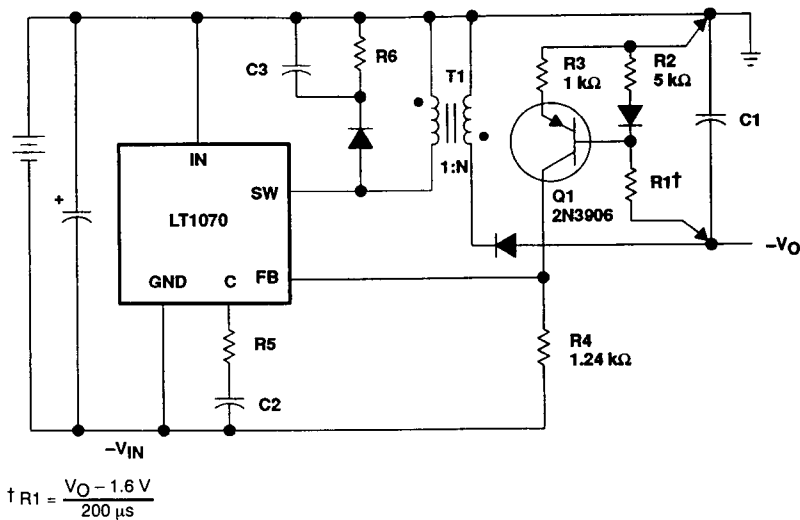 C3
R6
T1
R3
1 kΩ
R2
5 kΩ
C1
IN
SW
LT1070
GND
C
FB
1:N
Q1
2N3906
R1†
–VO
+
R5
C2
R4
1.24 kΩ
–VIN
† R1 = VO – 1.6 V
200 μs